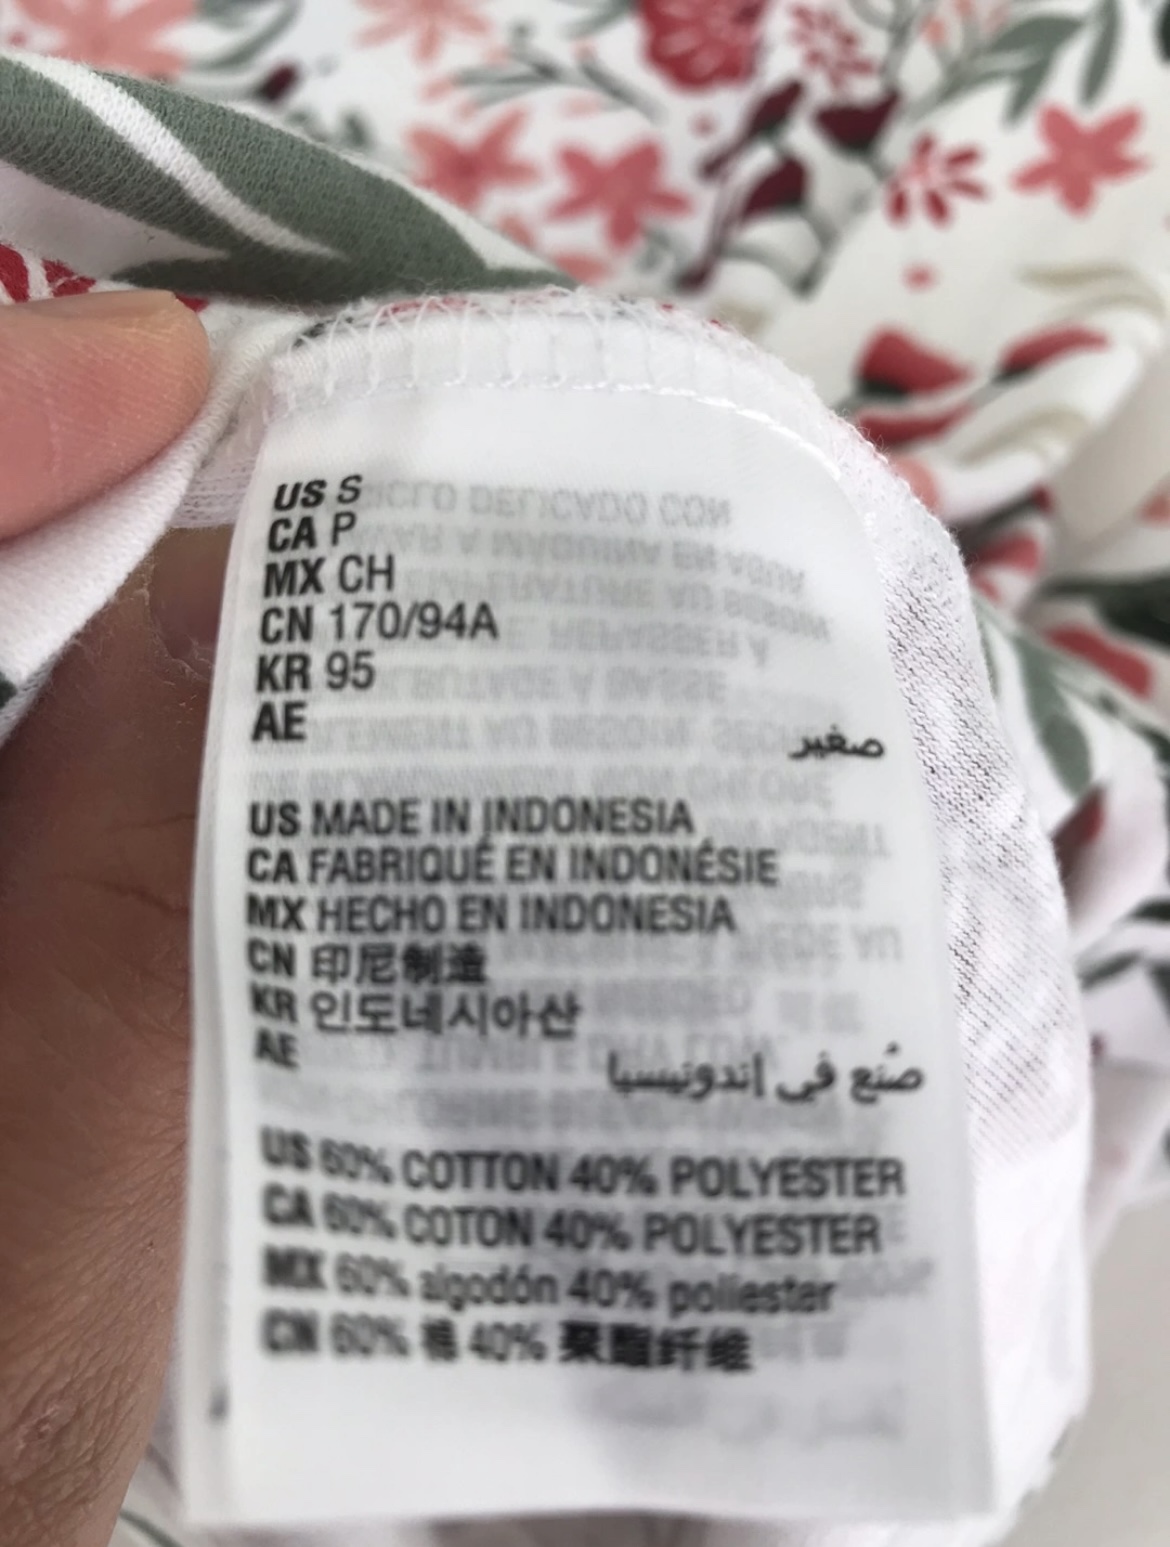 US S
CA P
MX CH
CN 170/94A
KR 95
AE صغير
US MADE IN INDONESIA
CA FABRIQUÉ EN INDONÉSIE
MX HECHO EN INDONESIA
CN 印尼制造
KR 인도네시아산
AE صُنع في إندونيسيا
US 60% COTTON 40% POLYESTER
CA 60% COTON 40% POLYESTER
MX 60% algodón 40% poliester
CN 60% 棉 40% 聚酯纤维